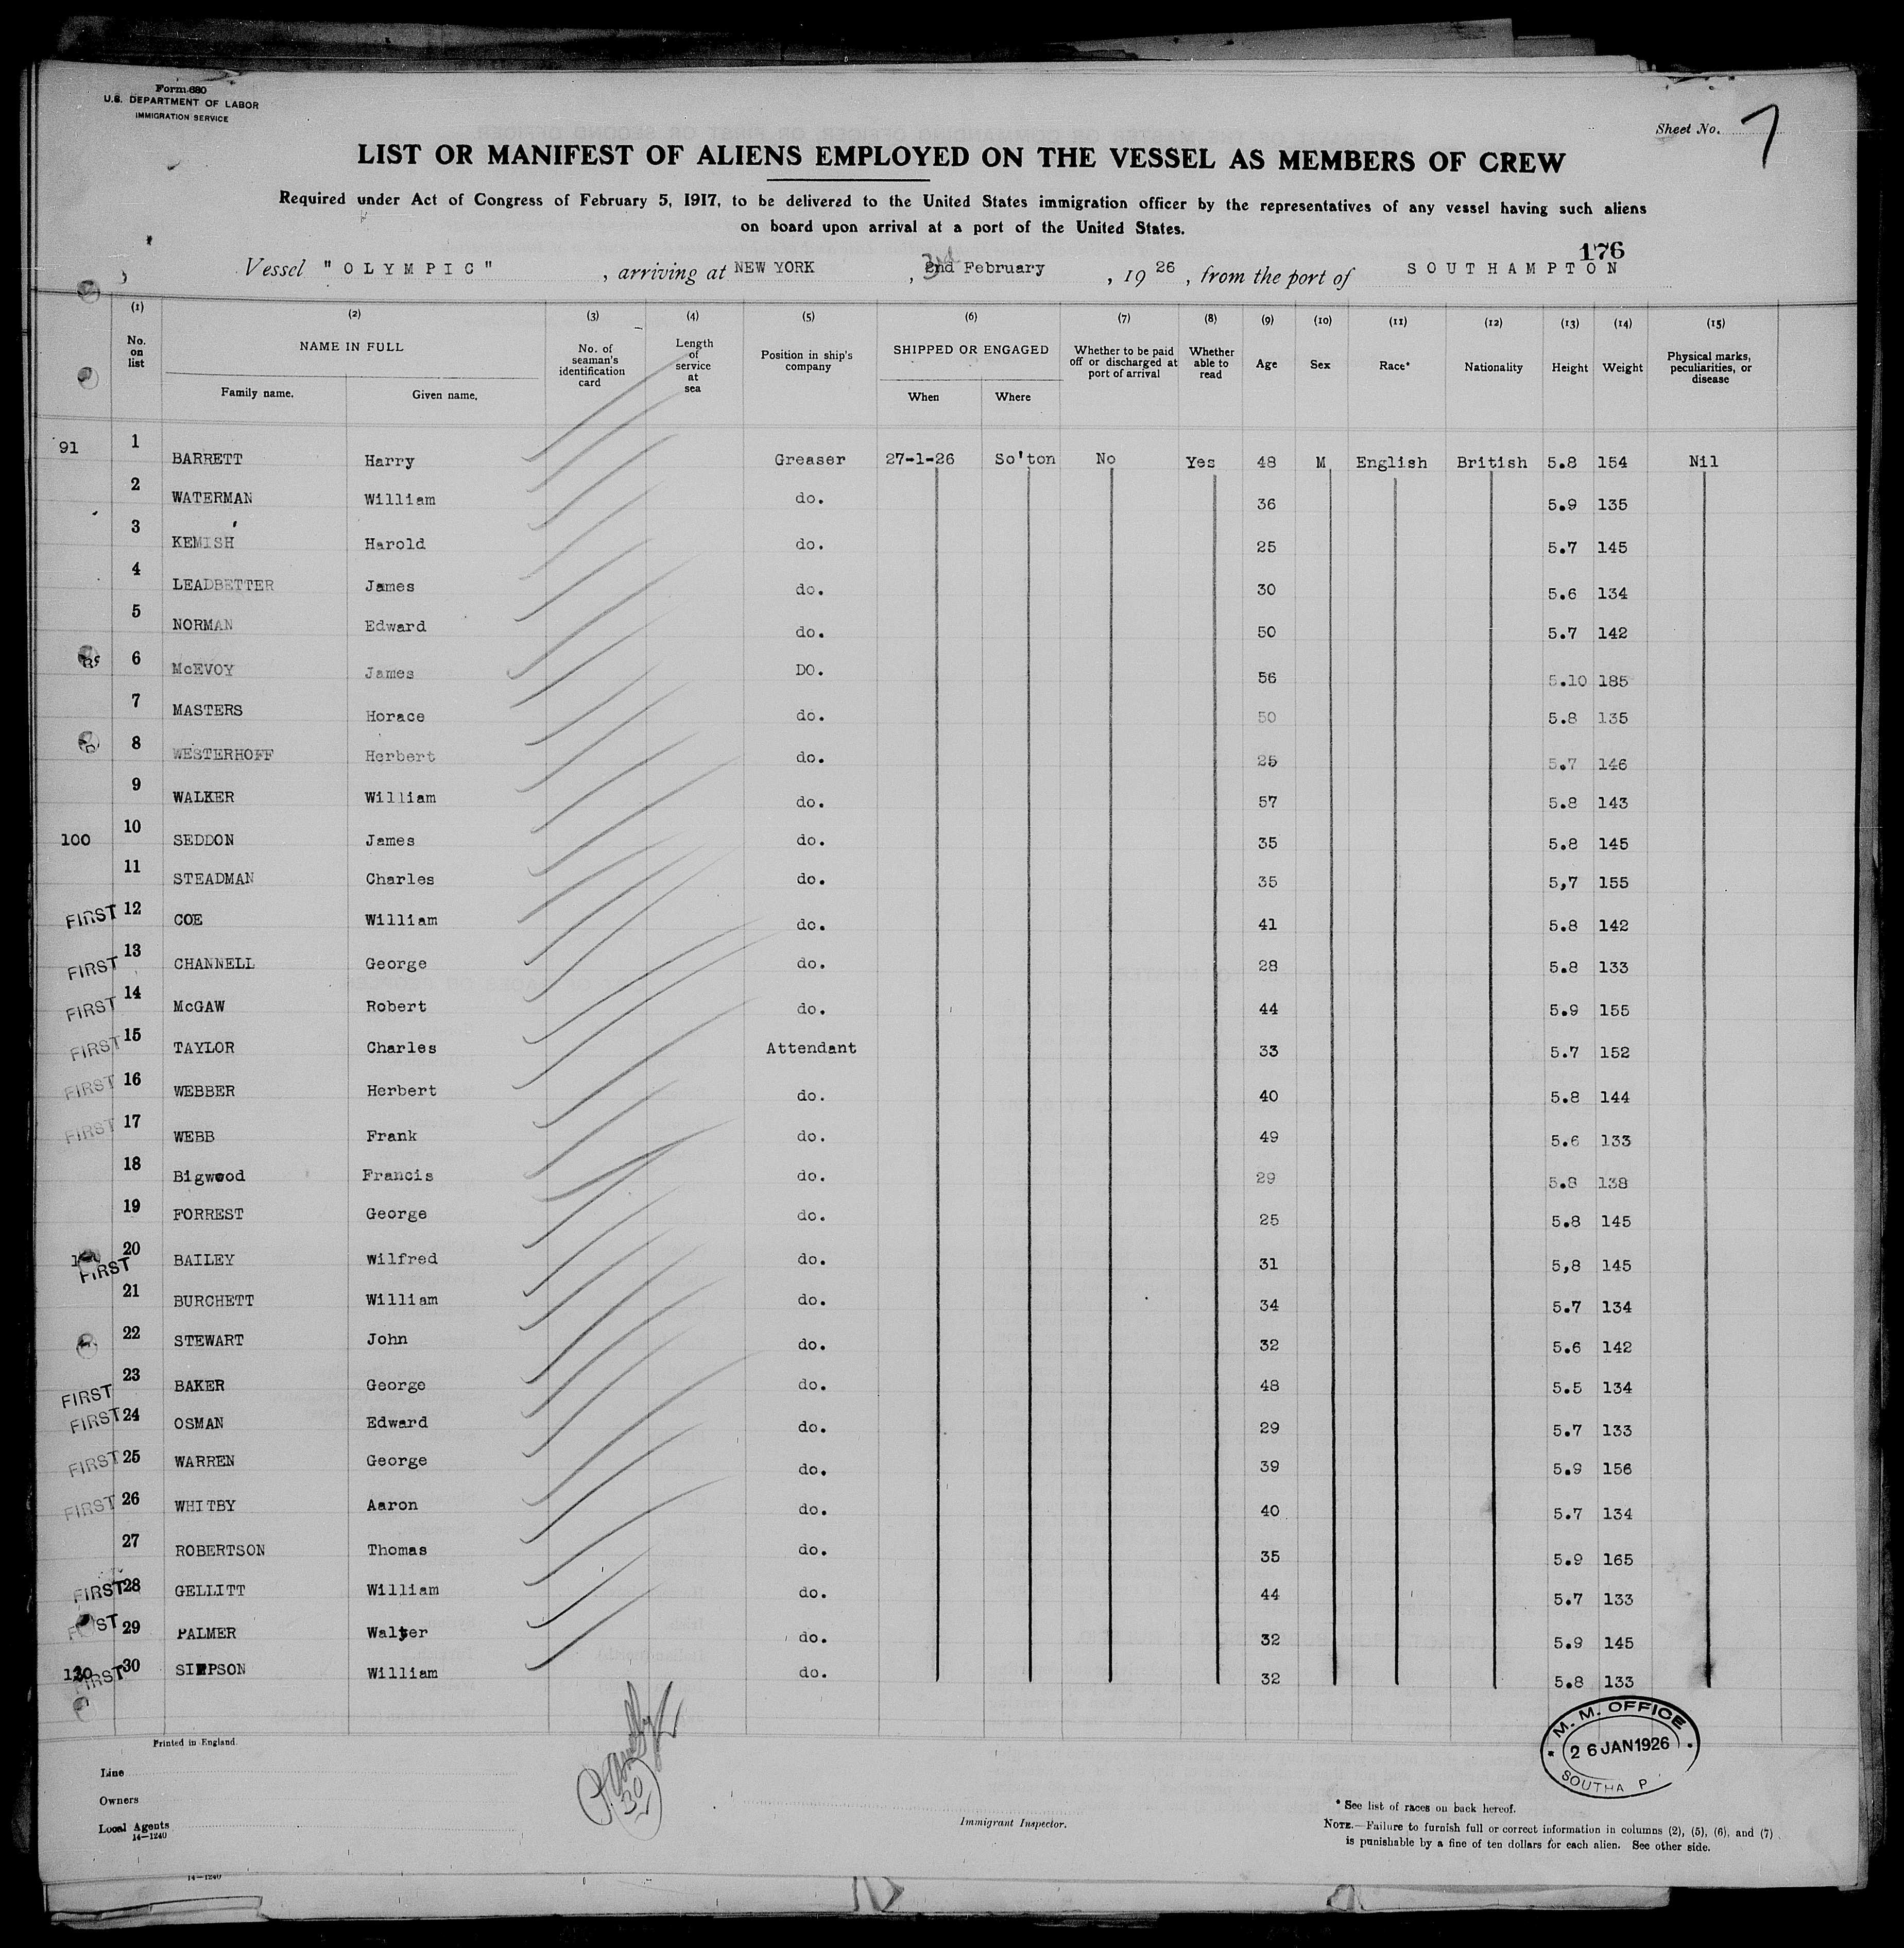 Form 680
U.S. DEPARTMENT OF LABOR
IMMIGRATION SERVICE
Sheet No. 7
LIST OR MANIFEST OF ALIENS EMPLOYED ON THE VESSEL AS MEMBERS OF CREW
Required under Act of Congress of February 5, 1917, to be delivered to the United States immigration officer by the representatives of any vessel having such aliens
on board upon arrival at a port of the United States.
176
Vessel "OLYMPIC", arriving at NEW YORK, 3rd 2nd February, 19 26, from the port of SOUTHAMPTON
(1) (2) (3) (4) (5) (6) (7) (8) (9) (10) (11) (12) (13) (14) (15)
No. on list NAME IN FULL No. of seaman's identification card Length of service at sea Position in ship's company SHIPPED OR ENGAGED Whether to be paid off or discharged at port of arrival Whether able to read Age Sex Race* Nationality Height Weight Physical marks, peculiarities, or disease
Family name. Given name. When Where
91 1 BARRETT Harry Greaser 27-1-26 So'ton No Yes 48 M English British 5.8 154 Nil
2 WATERMAN William do. 36 5.9 135
3 KEMISH Harold do. 25 5.7 145
4 LEADBETTER James do. 30 5.6 134
5 NORMAN Edward do. 50 5.7 142
6 McEVOY James DO. 56 5.10 185
7 MASTERS Horace do. 50 5.8 135
8 WESTERHOFF Herbert do. 25 5.7 146
9 WALKER William do. 57 5.8 143
100 10 SEDDON James do. 35 5.8 145
11 STEADMAN Charles do. 35 5,7 155
FIRST 12 COE William do. 41 5.8 142
FIRST 13 CHANNELL George do. 28 5.8 133
FIRST 14 McGAW Robert do. 44 5.9 155
FIRST 15 TAYLOR Charles Attendant 33 5.7 152
FIRST 16 WEBBER Herbert do. 40 5.8 144
FIRST 17 WEBB Frank do. 49 5.6 133
18 Bigwood Francis do. 29 5.8 138
19 FORREST George do. 25 5.8 145
FIRST 20 BAILEY Wilfred do. 31 5,8 145
21 BURCHETT William do. 34 5.7 134
22 STEWART John do. 32 5.6 142
FIRST 23 BAKER George do. 48 5.5 134
FIRST 24 OSMAN Edward do. 29 5.7 133
FIRST 25 WARREN George do. 39 5.9 156
FIRST 26 WHITBY Aaron do. 40 5.7 134
27 ROBERTSON Thomas do. 35 5.9 165
FIRST 28 GELLITT William do. 44 5.7 133
FIRST 29 PALMER Walter do. 32 5.9 145
120 FIRST 30 SIMPSON William do. 32 5.8 133
M. M. OFFICE
26 JAN 1926
SOUTHA P
Printed in England.
Line
Owners
Local Agents
14—1240
30
Immigrant Inspector.
* See list of races on back hereof.
NOTE.—Failure to furnish full or correct information in columns (2), (5), (6), and (7)
is punishable by a fine of ten dollars for each alien. See other side.
14—1240